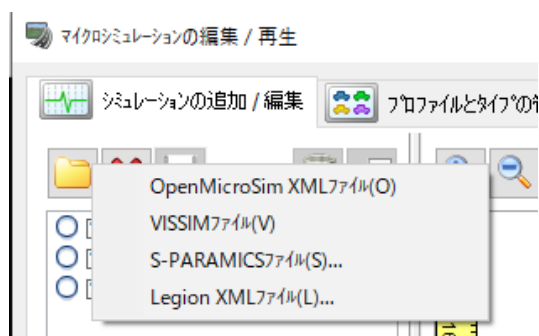 ﾏｲｸﾛｼﾐｭﾚｰｼｮﾝの編集 / 再生
ｼﾐｭﾚｰｼｮﾝの追加 / 編集
ﾌﾟﾛﾌｧｲﾙとﾀｲﾌﾟの
OpenMicroSim XMLﾌｧｲﾙ(O)
VISSIMﾌｧｲﾙ(V)
S-PARAMICSﾌｧｲﾙ(S)...
Legion XMLﾌｧｲﾙ(L)...